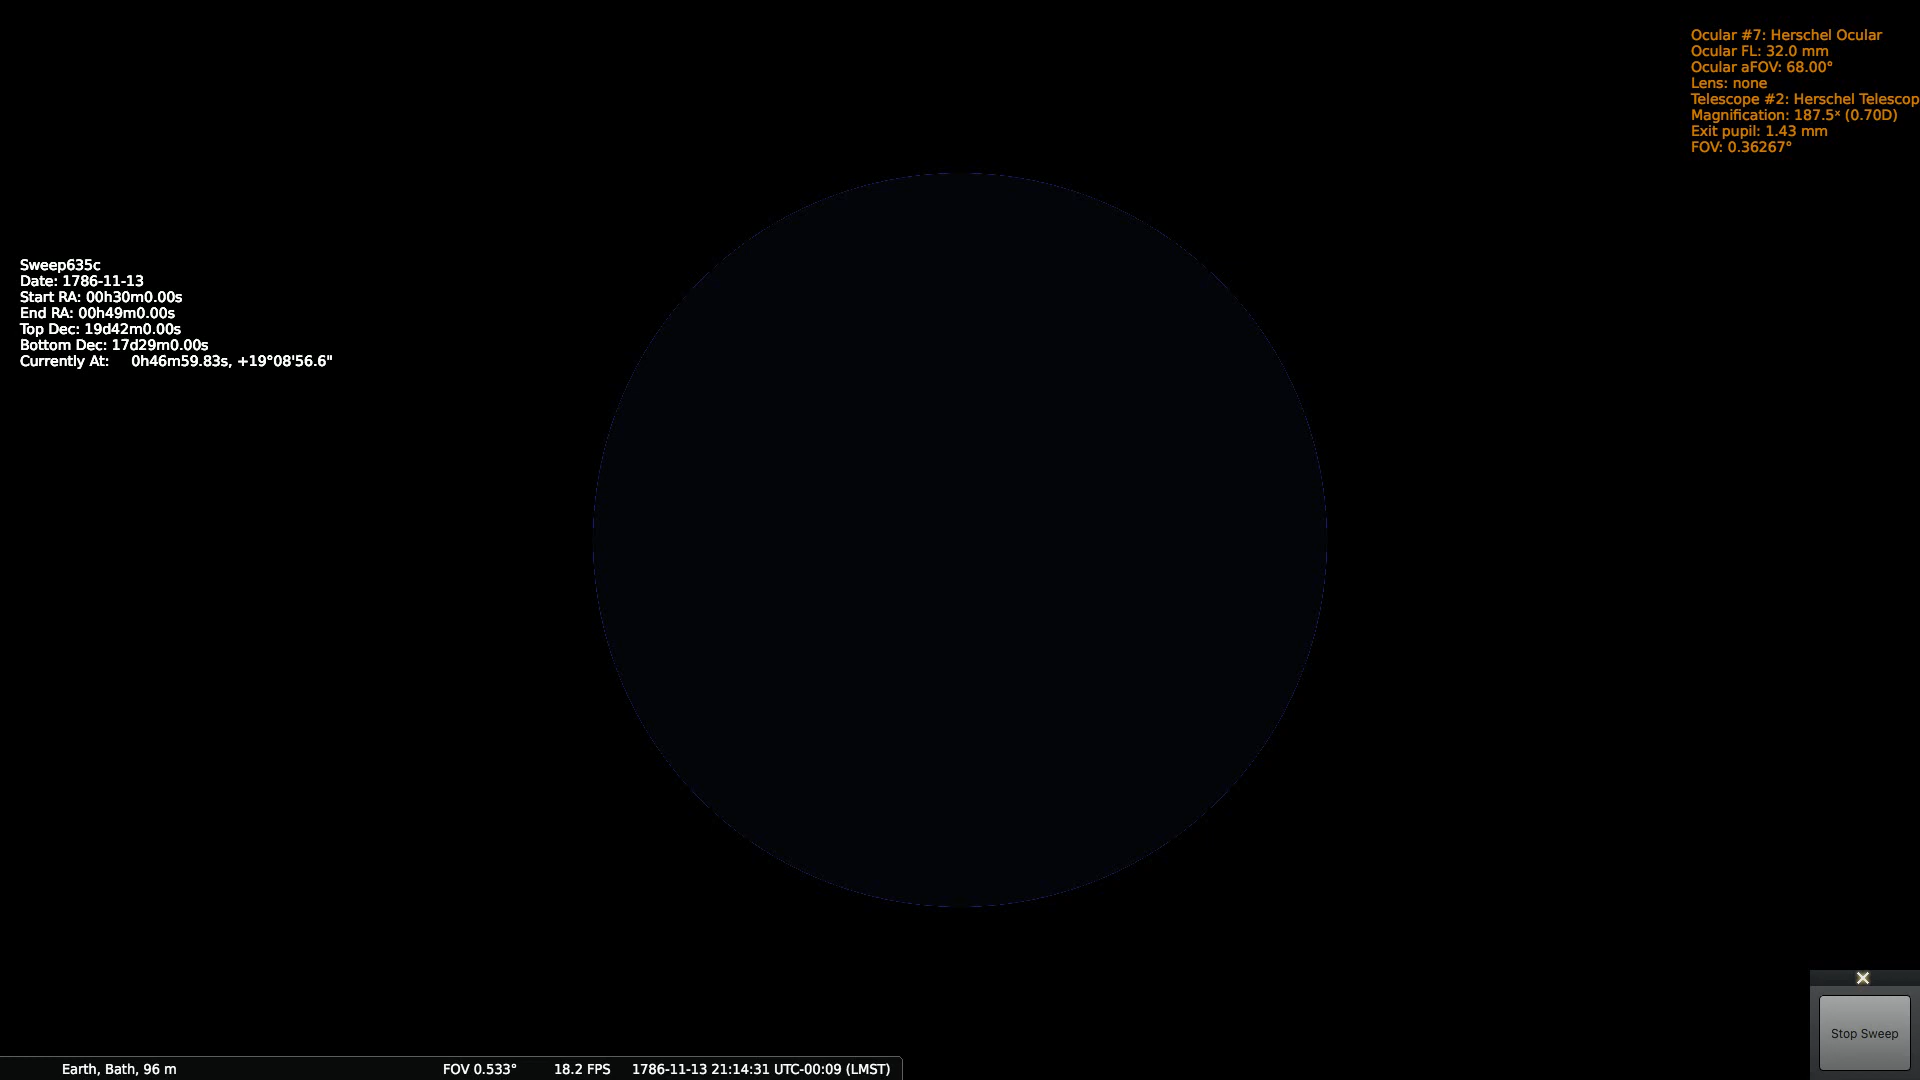 Ocular #7: Herschel Ocular
Ocular FL: 32.0 mm
Ocular aFOV: 68.00°
Lens: none
Telescope #2: Herschel Telescop
Magnification: 187.5ˣ (0.70D)
Exit pupil: 1.43 mm
FOV: 0.36267°
Sweep635c
Date: 1786-11-13
Start RA: 00h30m0.00s
End RA: 00h49m0.00s
Top Dec: 19d42m0.00s
Bottom Dec: 17d29m0.00s
Currently At: 0h46m59.83s, +19°08'56.6"
Stop Sweep
Earth, Bath, 96 m FOV 0.533° 18.2 FPS 1786-11-13 21:14:31 UTC-00:09 (LMST)